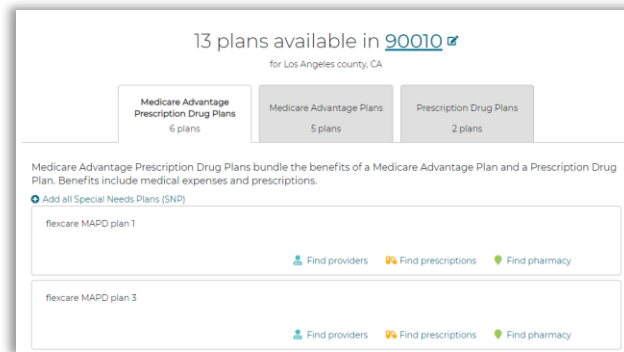 13 plans available in 90010
for Los Angeles county, CA
Medicare Advantage
Prescription Drug Plans
6 plans
Medicare Advantage Plans
5 plans
Prescription Drug Plans
2 plans
Medicare Advantage Prescription Drug Plans bundle the benefits of a Medicare Advantage Plan and a Prescription Drug
Plan. Benefits include medical expenses and prescriptions.
Add all Special Needs Plans (SNP)
flexcare MAPD plan 1
Find providers Find prescriptions Find pharmacy
flexcare MAPD plan 3
Find providers Find prescriptions Find pharmacy